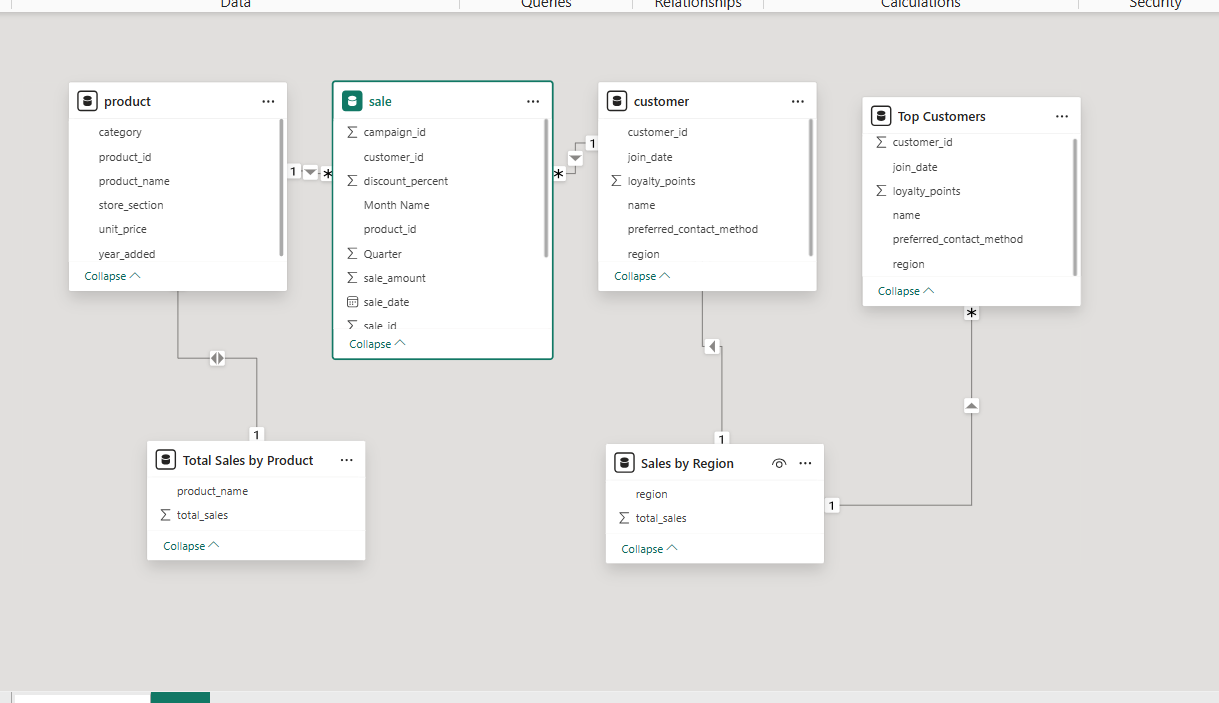 Data
Queries
Relationships
Calculations
Security
product
category
product_id
product_name
store_section
unit_price
year_added
Collapse
1
*
sale
campaign_id
customer_id
discount_percent
Month Name
product_id
Quarter
sale_amount
sale_date
sale_id
Collapse
*
1
customer
customer_id
join_date
loyalty_points
name
preferred_contact_method
region
Collapse
Top Customers
customer_id
join_date
loyalty_points
name
preferred_contact_method
region
Collapse
*
1
Total Sales by Product
product_name
total_sales
Collapse
1
Sales by Region
region
total_sales
Collapse
1